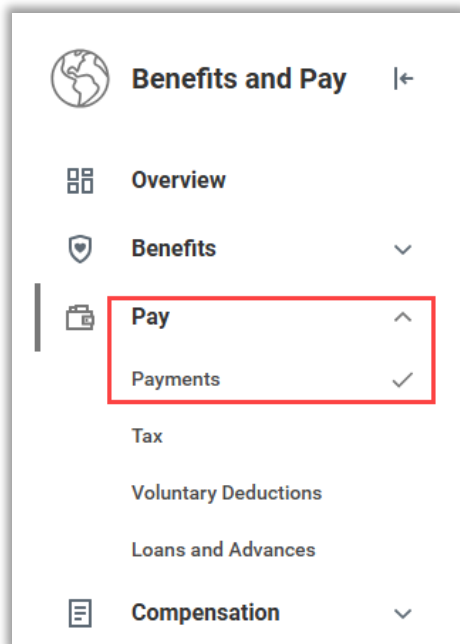 Benefits and Pay
Overview
Benefits
Pay
Payments
Tax
Voluntary Deductions
Loans and Advances
Compensation